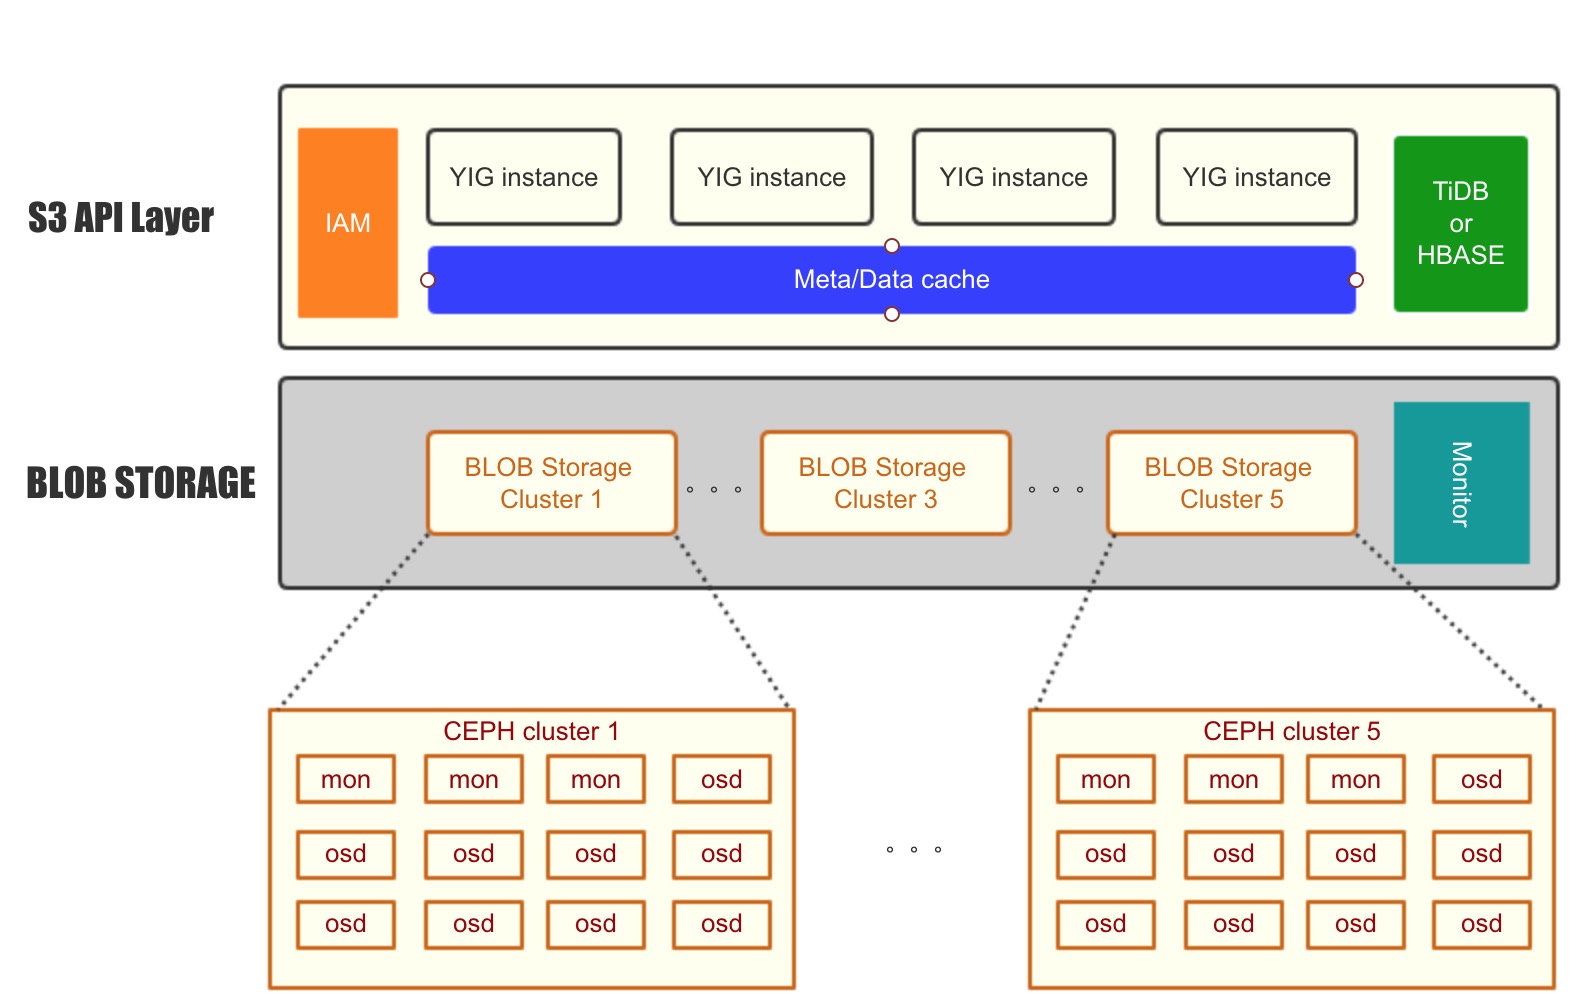 S3 API Layer
IAM
YIG instance
YIG instance
YIG instance
YIG instance
Meta/Data cache
TiDB
or
HBASE
BLOB STORAGE
BLOB Storage
Cluster 1
BLOB Storage
Cluster 3
BLOB Storage
Cluster 5
Monitor
CEPH cluster 1
mon mon mon osd
osd osd osd osd
osd osd osd osd
CEPH cluster 5
mon mon mon osd
osd osd osd osd
osd osd osd osd